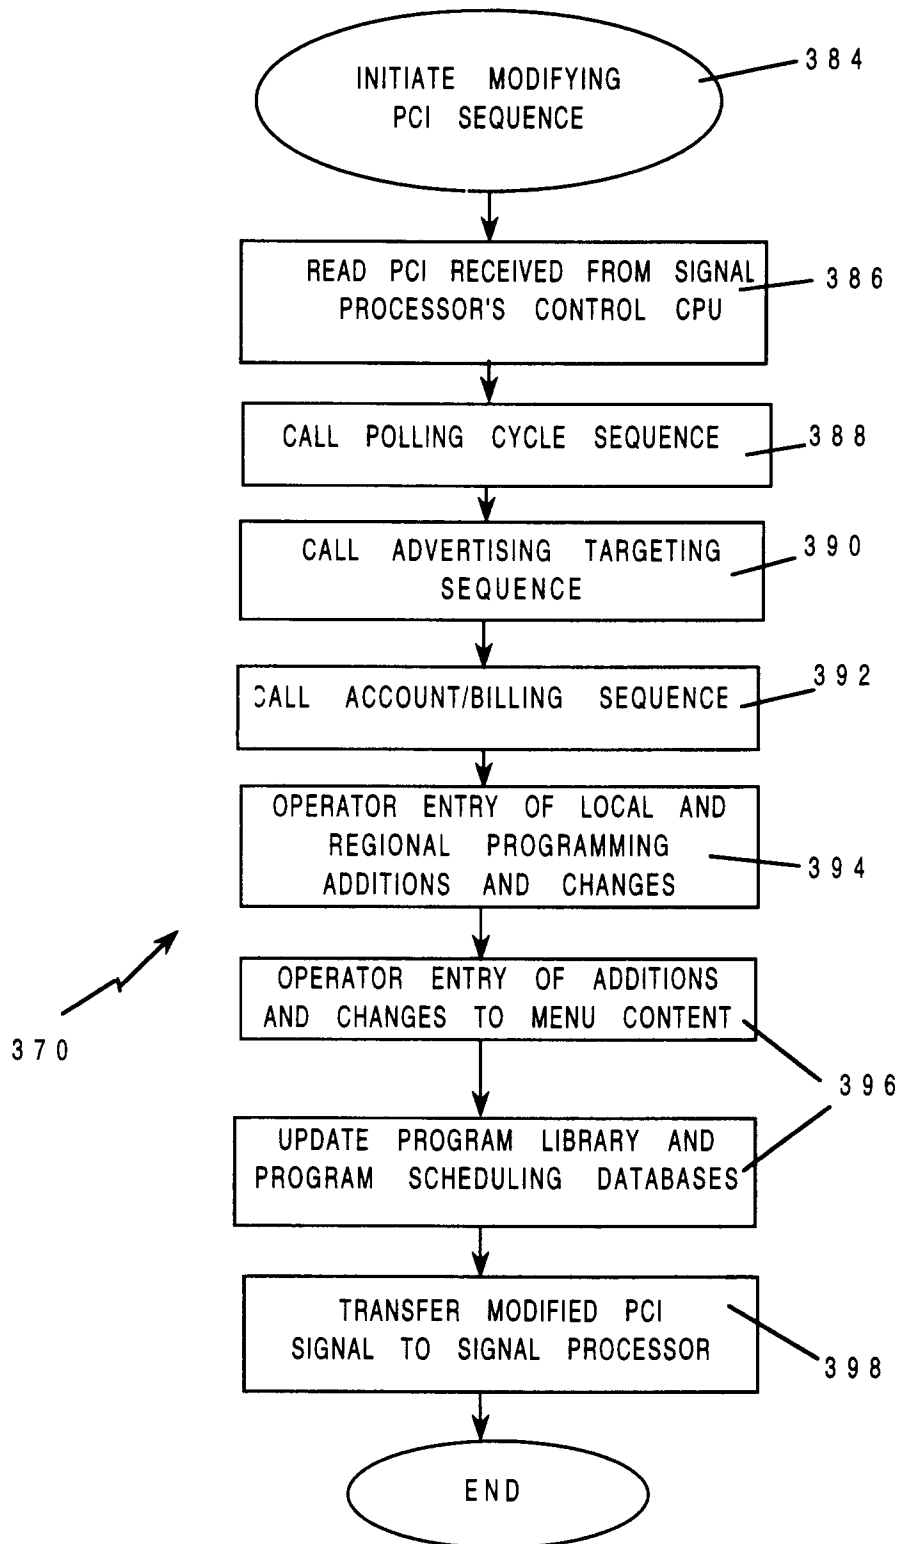 INITIATE MODIFYING
PCI SEQUENCE
384
READ PCI RECEIVED FROM SIGNAL
PROCESSOR'S CONTROL CPU
386
CALL POLLING CYCLE SEQUENCE
388
CALL ADVERTISING TARGETING
SEQUENCE
390
CALL ACCOUNT/BILLING SEQUENCE
392
OPERATOR ENTRY OF LOCAL AND
REGIONAL PROGRAMMING
ADDITIONS AND CHANGES
394
OPERATOR ENTRY OF ADDITIONS
AND CHANGES TO MENU CONTENT
370
396
UPDATE PROGRAM LIBRARY AND
PROGRAM SCHEDULING DATABASES
TRANSFER MODIFIED PCI
SIGNAL TO SIGNAL PROCESSOR
398
END